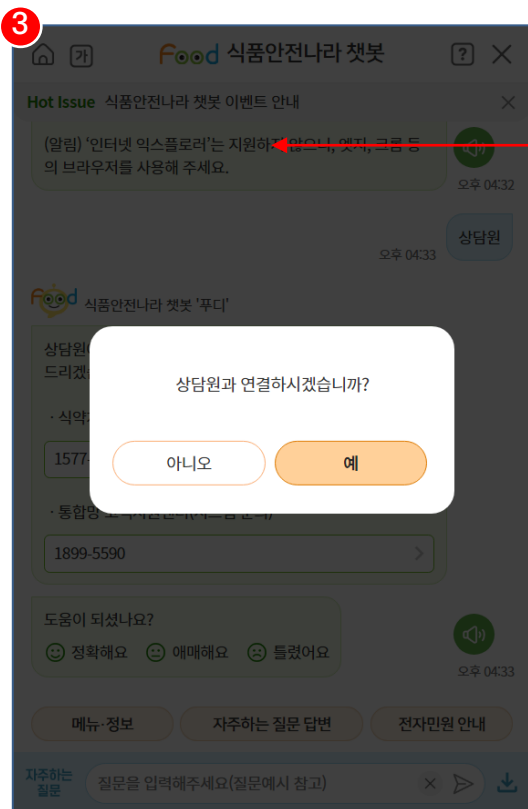 3
가
Food 식품안전나라 챗봇
?
Hot Issue 식품안전나라 챗봇 이벤트 안내
(알림) '인터넷 익스플로러'는 지원하지 않으니, 엣지, 크롬 등
의 브라우저를 사용해 주세요.
오후 04:32
상담원
오후 04:33
Food 식품안전나라 챗봇 '푸디'
상담원
드리겠
· 식약
1577-
상담원과 연결하시겠습니까?
아니오
예
· 통합망
1899-5590
도움이 되셨나요?
정확해요 애매해요 틀렸어요
오후 04:33
메뉴·정보 자주하는 질문 답변 전자민원 안내
자주하는
질문
질문을 입력해주세요(질문예시 참고)